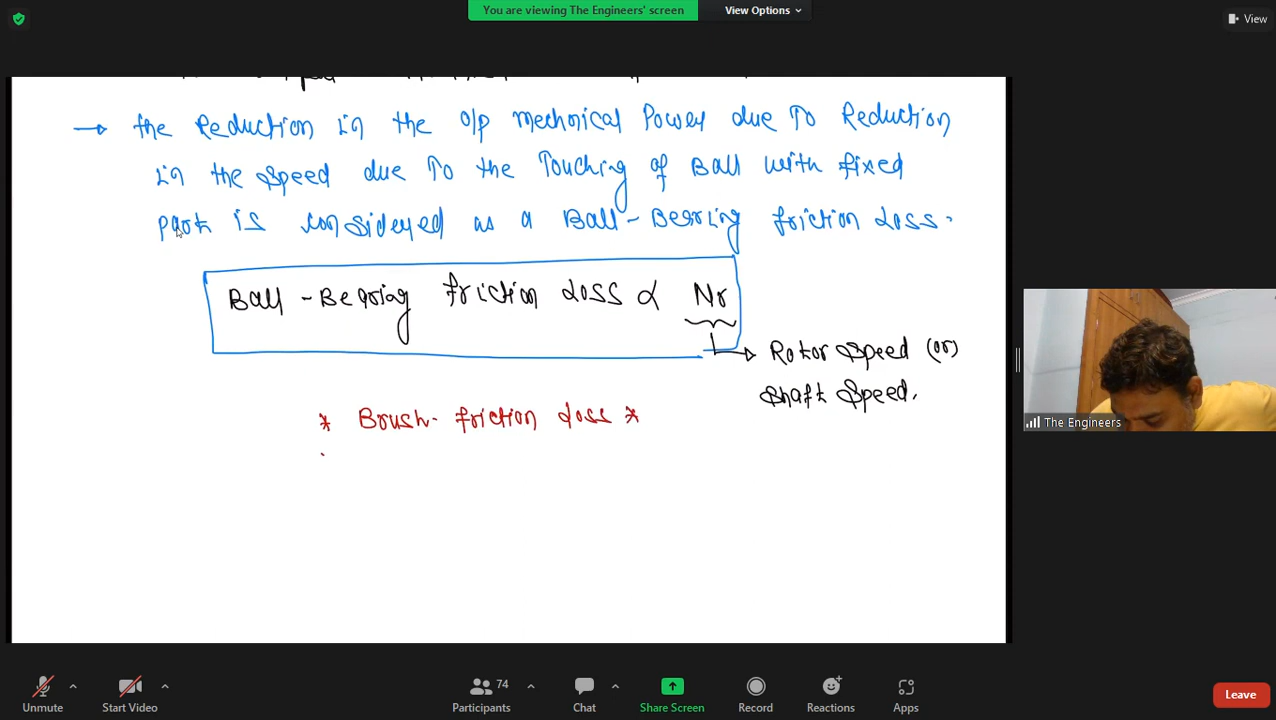 You are viewing The Engineers' screen
View Options
View
→ the Reduction in the o/p mechnical Power due To Reduction
in the Speed due To the Touching of Ball with fixed
part is considered as a Ball-Bearing friction Loss.
Ball-Bearing friction Loss ∝ Nr
→ Rotor Speed (or)
Shaft Speed.
* Brush-friction Loss *
The Engineers
Unmute
Start Video
74
Participants
Chat
Share Screen
Record
Reactions
Apps
Leave